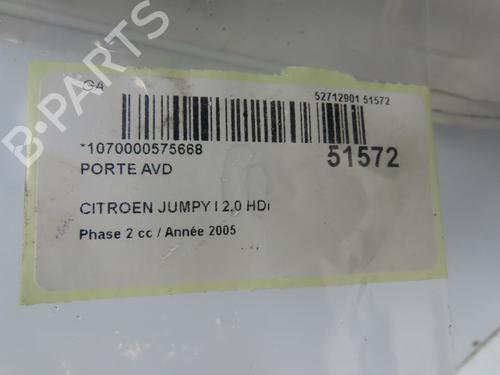 GA
52712901 51572
*1070000575668
51572
PORTE AVD
CITROEN JUMPY I 2.0 HDi
Phase 2 cc / Année 2005
B-PARTS